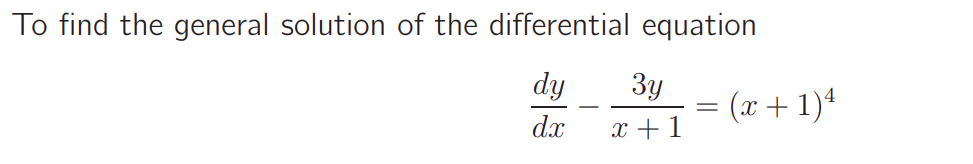 To find the general solution of the differential equation
dy/dx − 3y/(x + 1) = (x + 1)^4